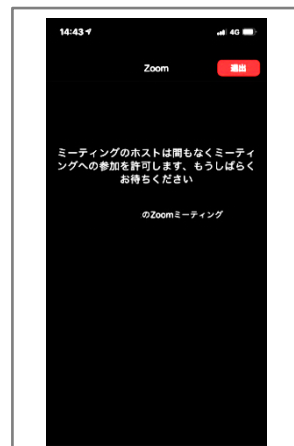 14:43
4G
Zoom
退出
ミーティングのホストは間もなくミーティ
ングへの参加を許可します、もうしばらく
お待ちください
のZoomミーティング